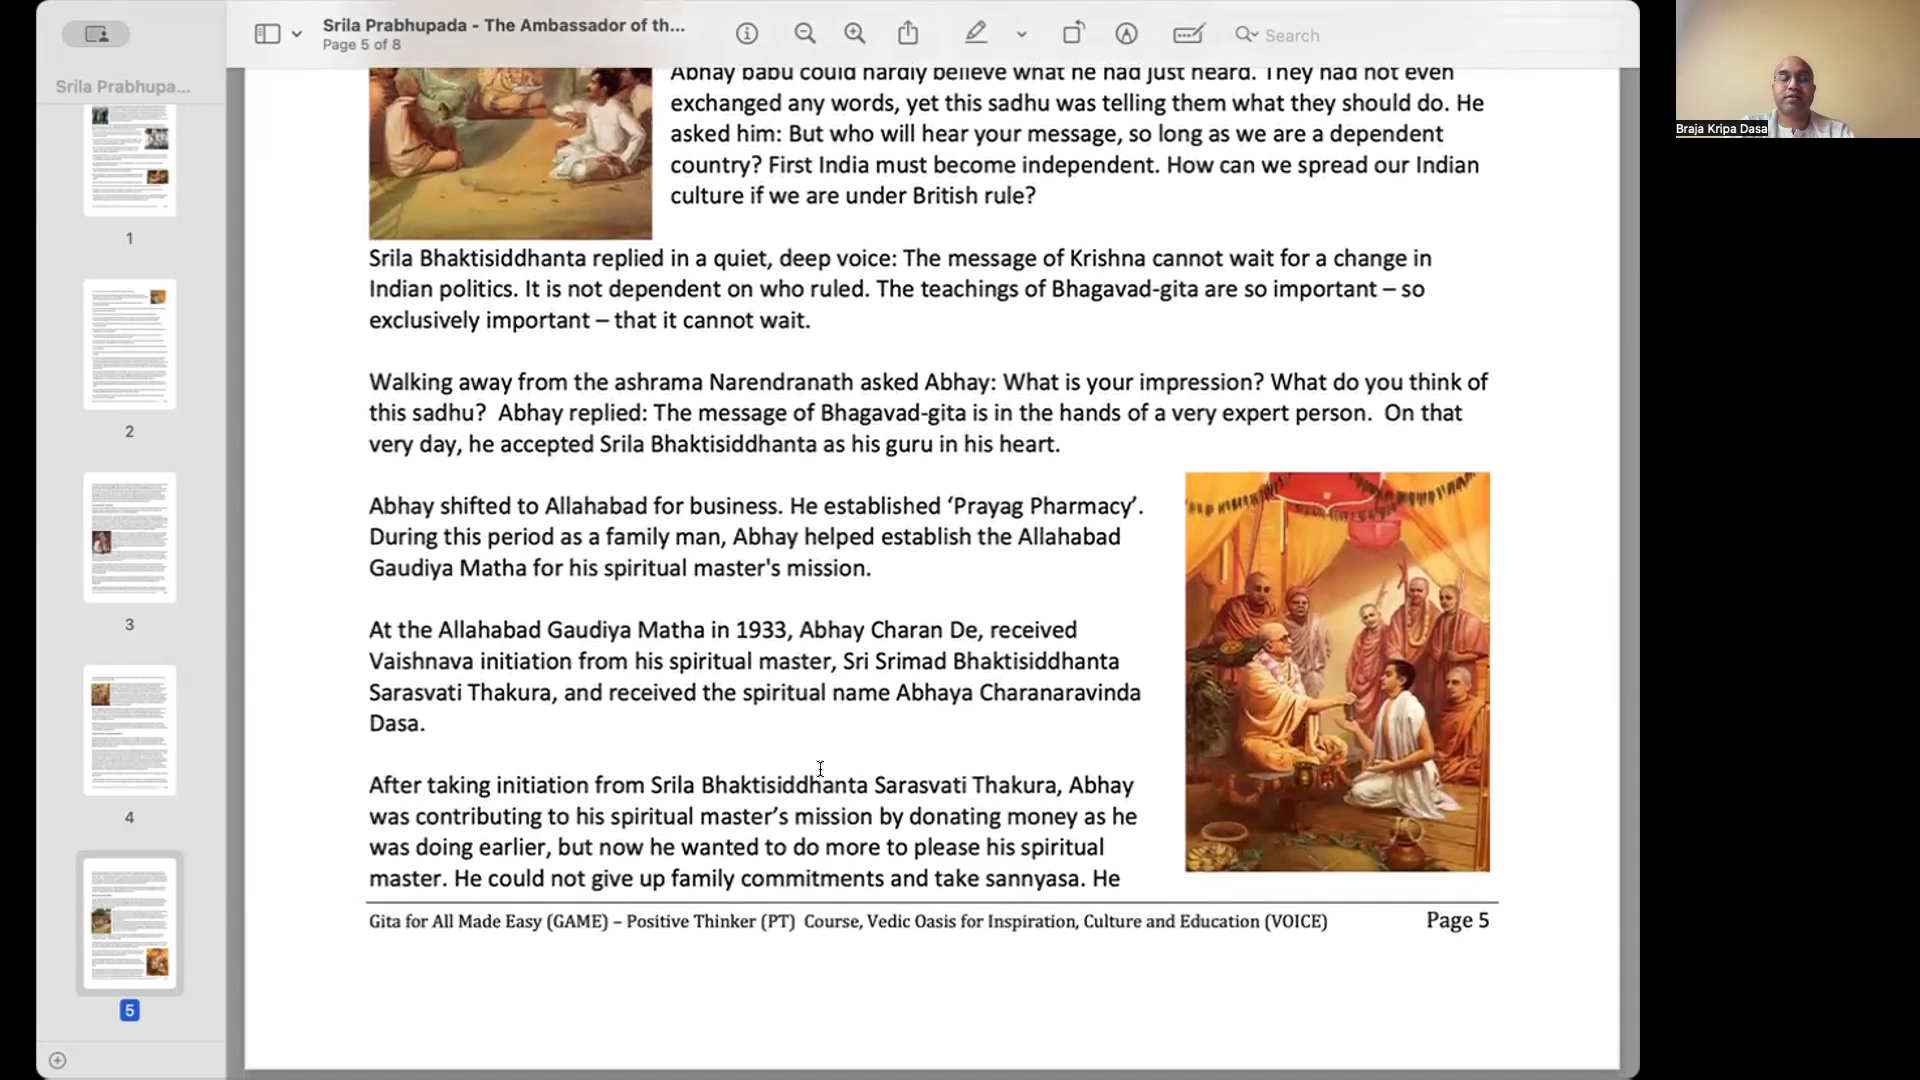 Srila Prabhupada - The Ambassador of th...
Page 5 of 8
Search
Srila Prabhupa...
1
2
3
4
5
Abhay babu could hardly believe what he had just heard. They had not even
exchanged any words, yet this sadhu was telling them what they should do. He
asked him: But who will hear your message, so long as we are a dependent
country? First India must become independent. How can we spread our Indian
culture if we are under British rule?
Srila Bhaktisiddhanta replied in a quiet, deep voice: The message of Krishna cannot wait for a change in
Indian politics. It is not dependent on who ruled. The teachings of Bhagavad-gita are so important – so
exclusively important – that it cannot wait.
Walking away from the ashrama Narendranath asked Abhay: What is your impression? What do you think of
this sadhu?  Abhay replied: The message of Bhagavad-gita is in the hands of a very expert person.  On that
very day, he accepted Srila Bhaktisiddhanta as his guru in his heart.
Abhay shifted to Allahabad for business. He established ‘Prayag Pharmacy’.
During this period as a family man, Abhay helped establish the Allahabad
Gaudiya Matha for his spiritual master's mission.
At the Allahabad Gaudiya Matha in 1933, Abhay Charan De, received
Vaishnava initiation from his spiritual master, Sri Srimad Bhaktisiddhanta
Sarasvati Thakura, and received the spiritual name Abhaya Charanaravinda
Dasa.
After taking initiation from Srila Bhaktisiddhanta Sarasvati Thakura, Abhay
was contributing to his spiritual master’s mission by donating money as he
was doing earlier, but now he wanted to do more to please his spiritual
master. He could not give up family commitments and take sannyasa. He
Gita for All Made Easy (GAME) – Positive Thinker (PT)  Course, Vedic Oasis for Inspiration, Culture and Education (VOICE)
Page 5
Braja Kripa Dasa